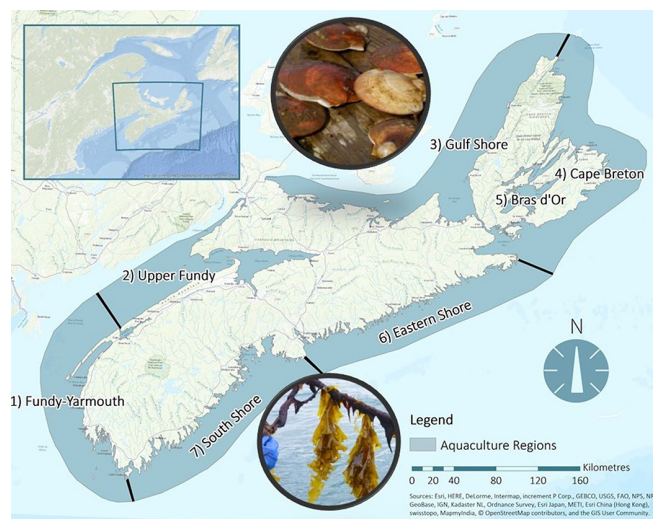 3) Gulf Shore
4) Cape Breton
5) Bras d'Or
2) Upper Fundy
6) Eastern Shore
N
1) Fundy-Yarmouth
7) South Shore
Legend
Aquaculture Regions
Kilometres
0 20 40 80 120 160
Sources: Esri, HERE, DeLorme, Intermap, increment P Corp., GEBCO, USGS, FAO, NPS, NR
GeoBase, IGN, Kadaster NL, Ordnance Survey, Esri Japan, METI, Esri China (Hong Kong),
swisstopo, MapmyIndia, © OpenStreetMap contributors, and the GIS User Community.